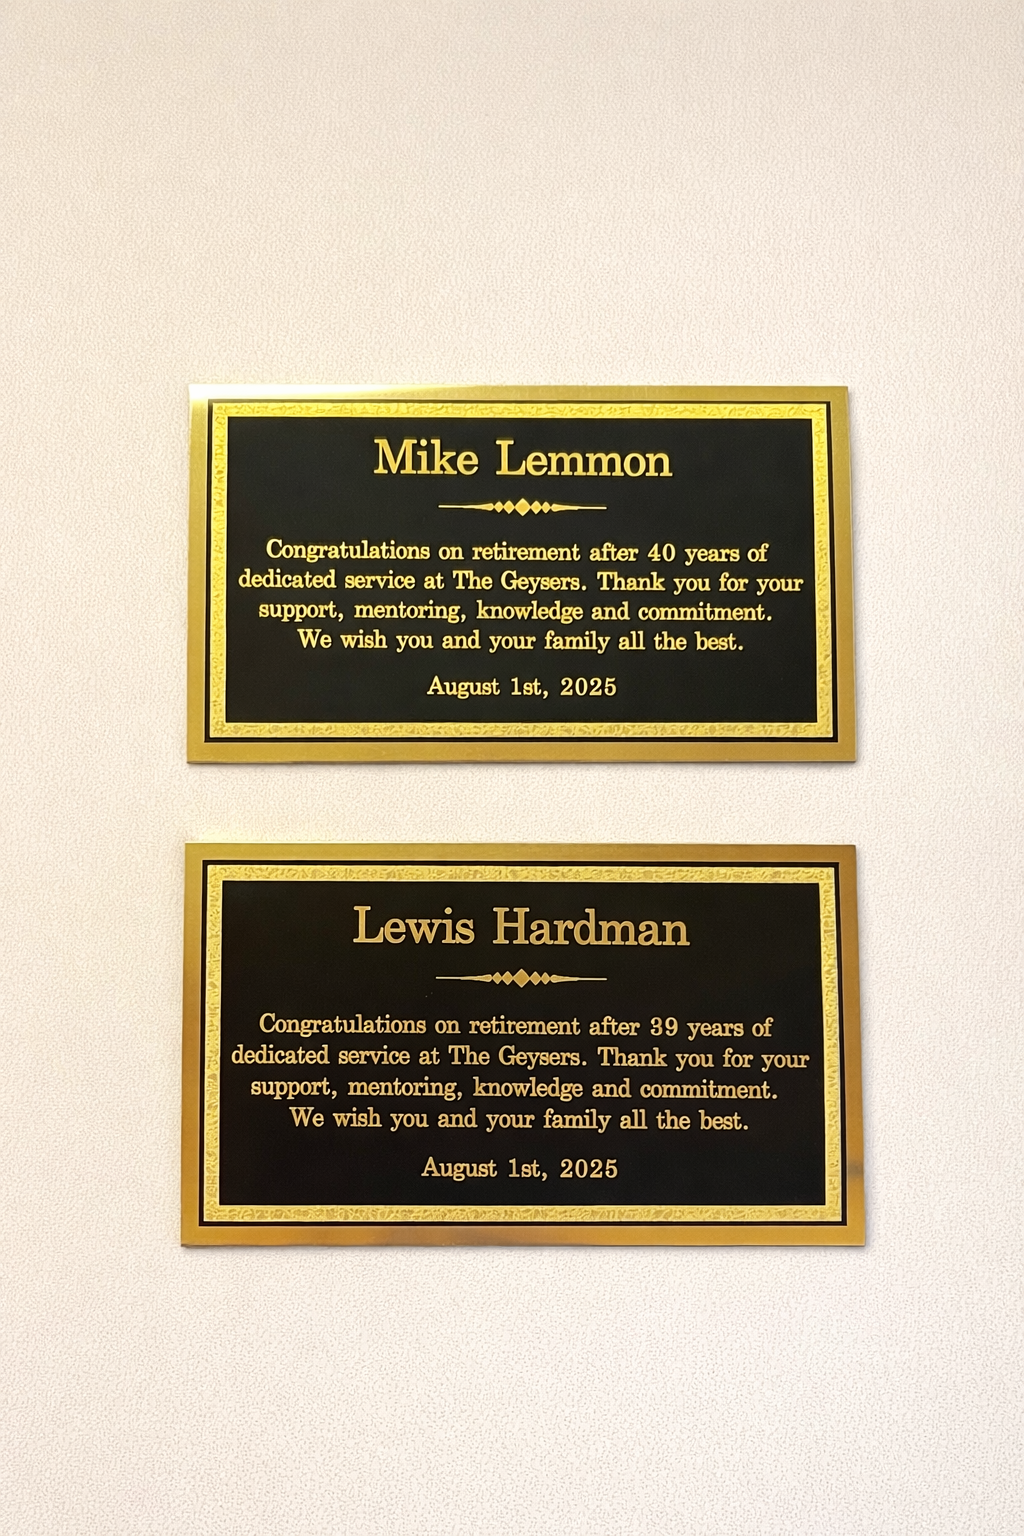 Mike Lemmon
Congratulations on retirement after 40 years of
dedicated service at The Geysers. Thank you for your
support, mentoring, knowledge and commitment.
We wish you and your family all the best.
August 1st, 2025
Lewis Hardman
Congratulations on retirement after 39 years of
dedicated service at The Geysers. Thank you for your
support, mentoring, knowledge and commitment.
We wish you and your family all the best.
August 1st, 2025